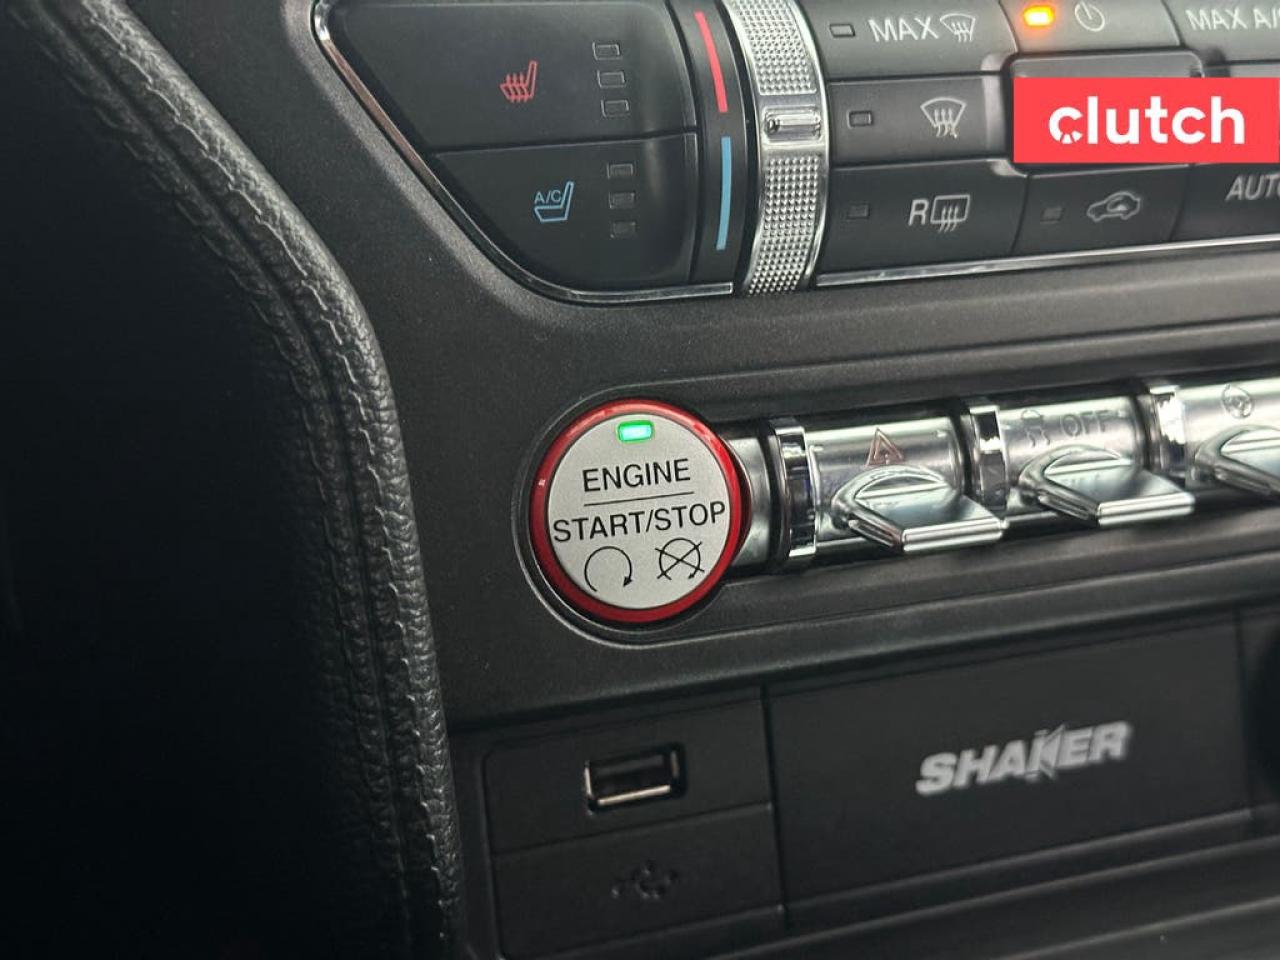 MAX
MAX A/C
clutch
A/C
R
AUTO
ENGINE
START/STOP
OFF
SHAKER